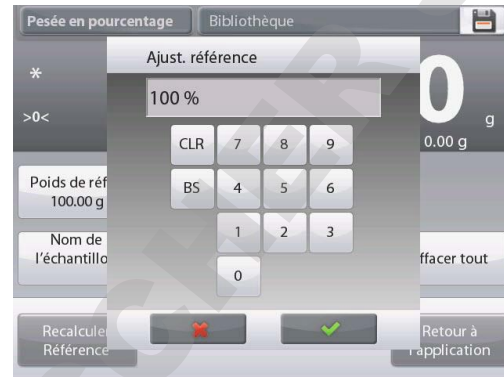 Pesée en pourcentage
Bibliothèque
Ajust. référence
*
100 %
0
>0<
g
0.00 g
CLR 7 8 9
Poids de réf
100.00 g
BS 4 5 6
1 2 3
Nom de
l'échantillo
ffacer tout
0
Recalculer
Référence
Retour à
l'application